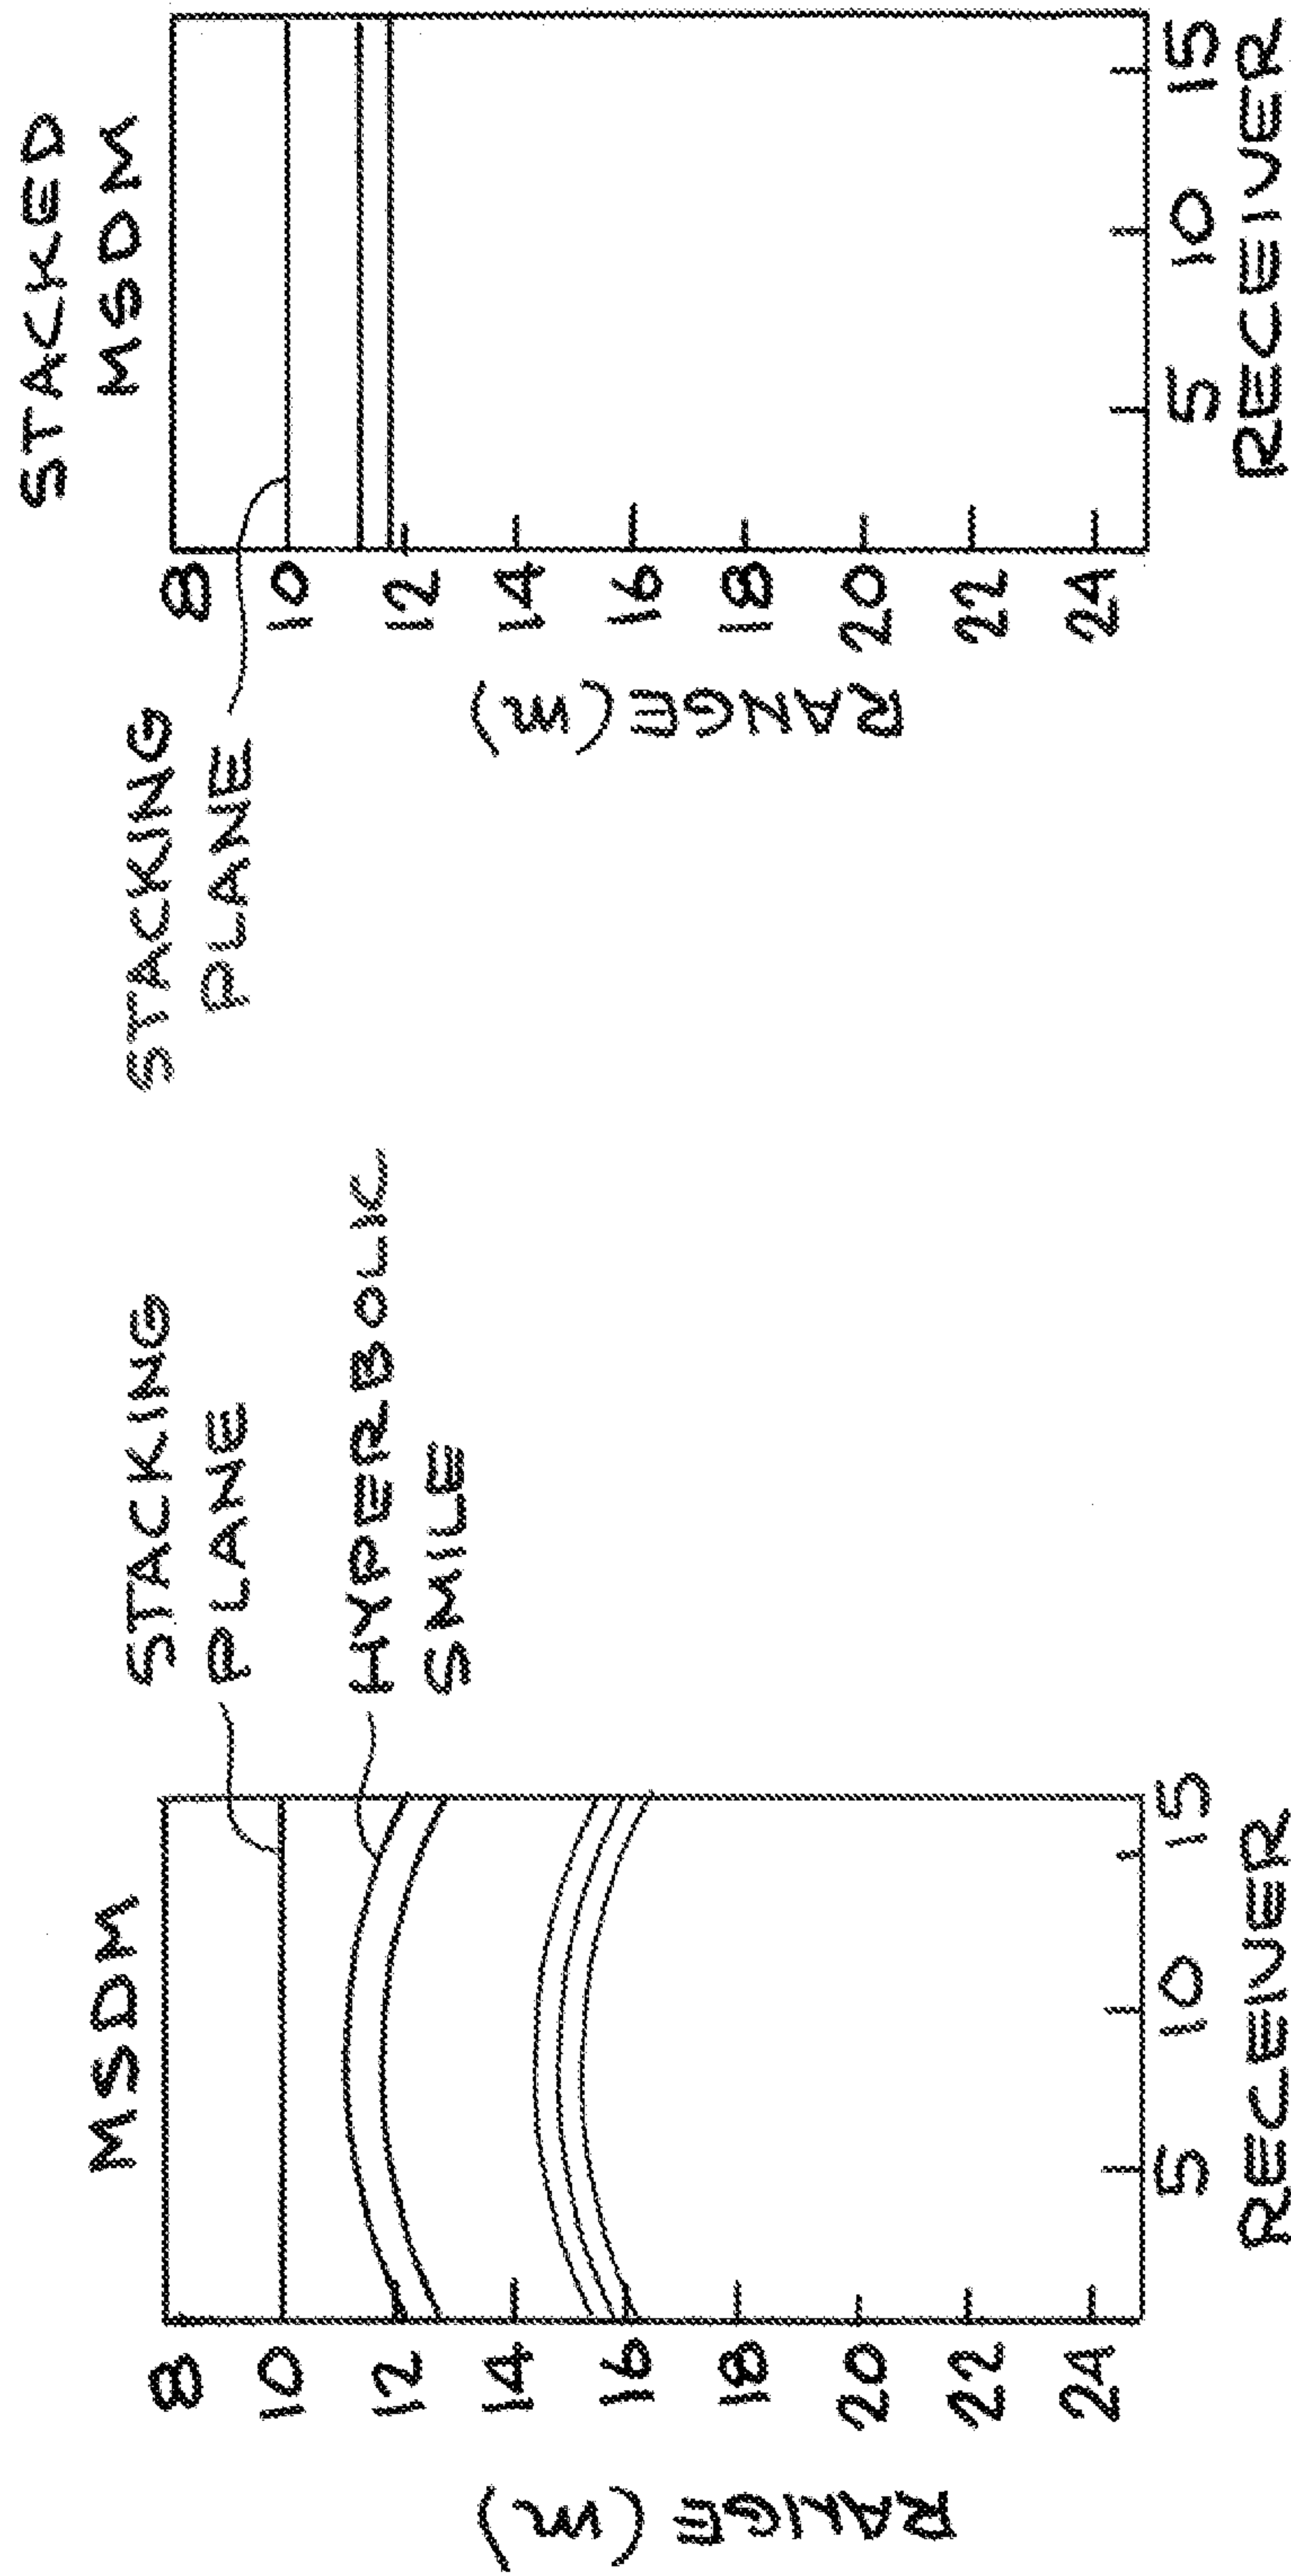 MSDM
STACKING
PLANE
HYPERBOLIC
SMILE
8
10
12
14
16
18
20
22
24
RANGE (m)
5 10 15
RECEIVER
STACKED
MSDM
STACKING
PLANE
8
10
12
14
16
18
20
22
24
RANGE (m)
5 10 15
RECEIVER